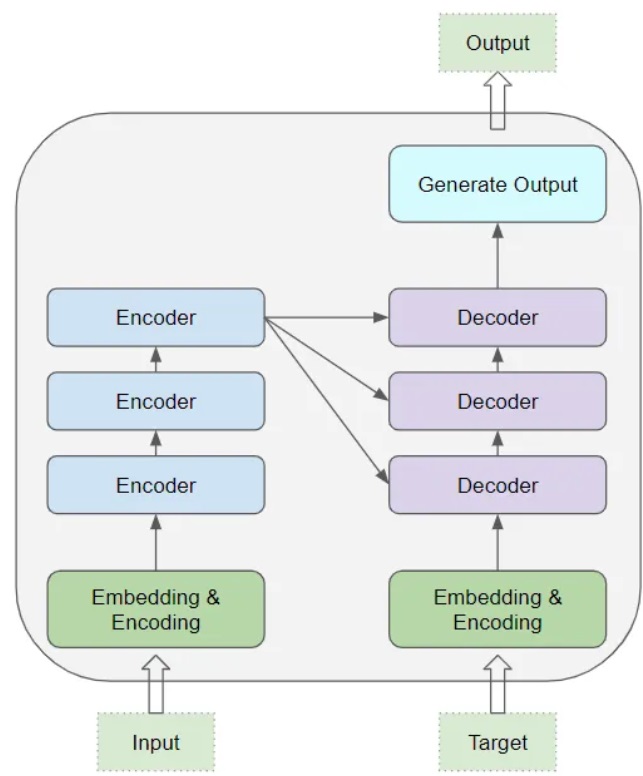 Output
Generate Output
Encoder
Decoder
Encoder
Decoder
Encoder
Decoder
Embedding &
Encoding
Embedding &
Encoding
Input
Target